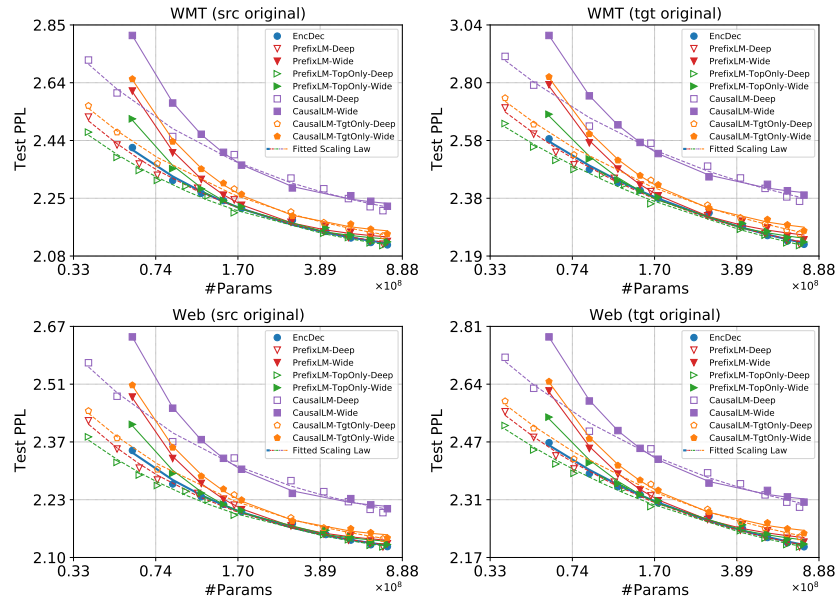 WMT (src original)
Test PPL
2.85
2.64
2.44
2.25
2.08
0.33
0.74
1.70
3.89
8.88
#Params
×10⁸
EncDec
PrefixLM-Deep
PrefixLM-Wide
PrefixLM-TopOnly-Deep
PrefixLM-TopOnly-Wide
CausalLM-Deep
CausalLM-Wide
CausalLM-TgtOnly-Deep
CausalLM-TgtOnly-Wide
Fitted Scaling Law
WMT (tgt original)
Test PPL
3.04
2.80
2.58
2.38
2.19
0.33
0.74
1.70
3.89
8.88
#Params
×10⁸
EncDec
PrefixLM-Deep
PrefixLM-Wide
PrefixLM-TopOnly-Deep
PrefixLM-TopOnly-Wide
CausalLM-Deep
CausalLM-Wide
CausalLM-TgtOnly-Deep
CausalLM-TgtOnly-Wide
Fitted Scaling Law
Web (src original)
Test PPL
2.67
2.51
2.37
2.23
2.10
0.33
0.74
1.70
3.89
8.88
#Params
×10⁸
EncDec
PrefixLM-Deep
PrefixLM-Wide
PrefixLM-TopOnly-Deep
PrefixLM-TopOnly-Wide
CausalLM-Deep
CausalLM-Wide
CausalLM-TgtOnly-Deep
CausalLM-TgtOnly-Wide
Fitted Scaling Law
Web (tgt original)
Test PPL
2.81
2.64
2.47
2.31
2.17
0.33
0.74
1.70
3.89
8.88
#Params
×10⁸
EncDec
PrefixLM-Deep
PrefixLM-Wide
PrefixLM-TopOnly-Deep
PrefixLM-TopOnly-Wide
CausalLM-Deep
CausalLM-Wide
CausalLM-TgtOnly-Deep
CausalLM-TgtOnly-Wide
Fitted Scaling Law